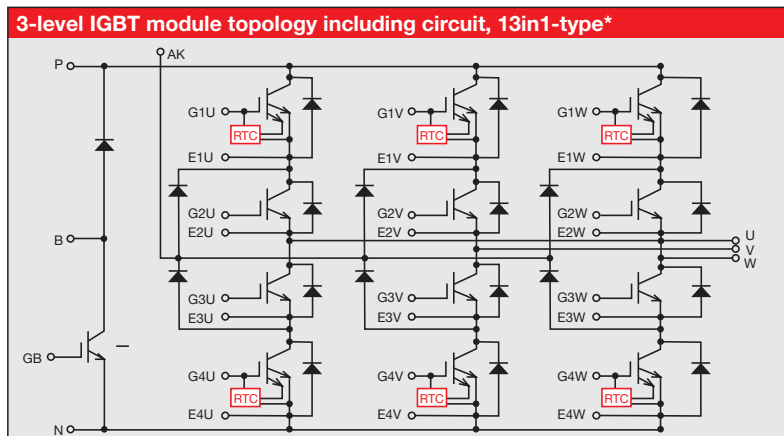 3-level IGBT module topology including circuit, 13in1-type*
AK
P
G1U
G1V
G1W
RTC
RTC
RTC
E1U
E1V
E1W
G2U
G2V
G2W
B
E2U
E2V
E2W
U
V
W
G3U
G3V
G3W
E3U
E3V
E3W
GB
G4U
G4V
G4W
RTC
RTC
RTC
E4U
E4V
E4W
N